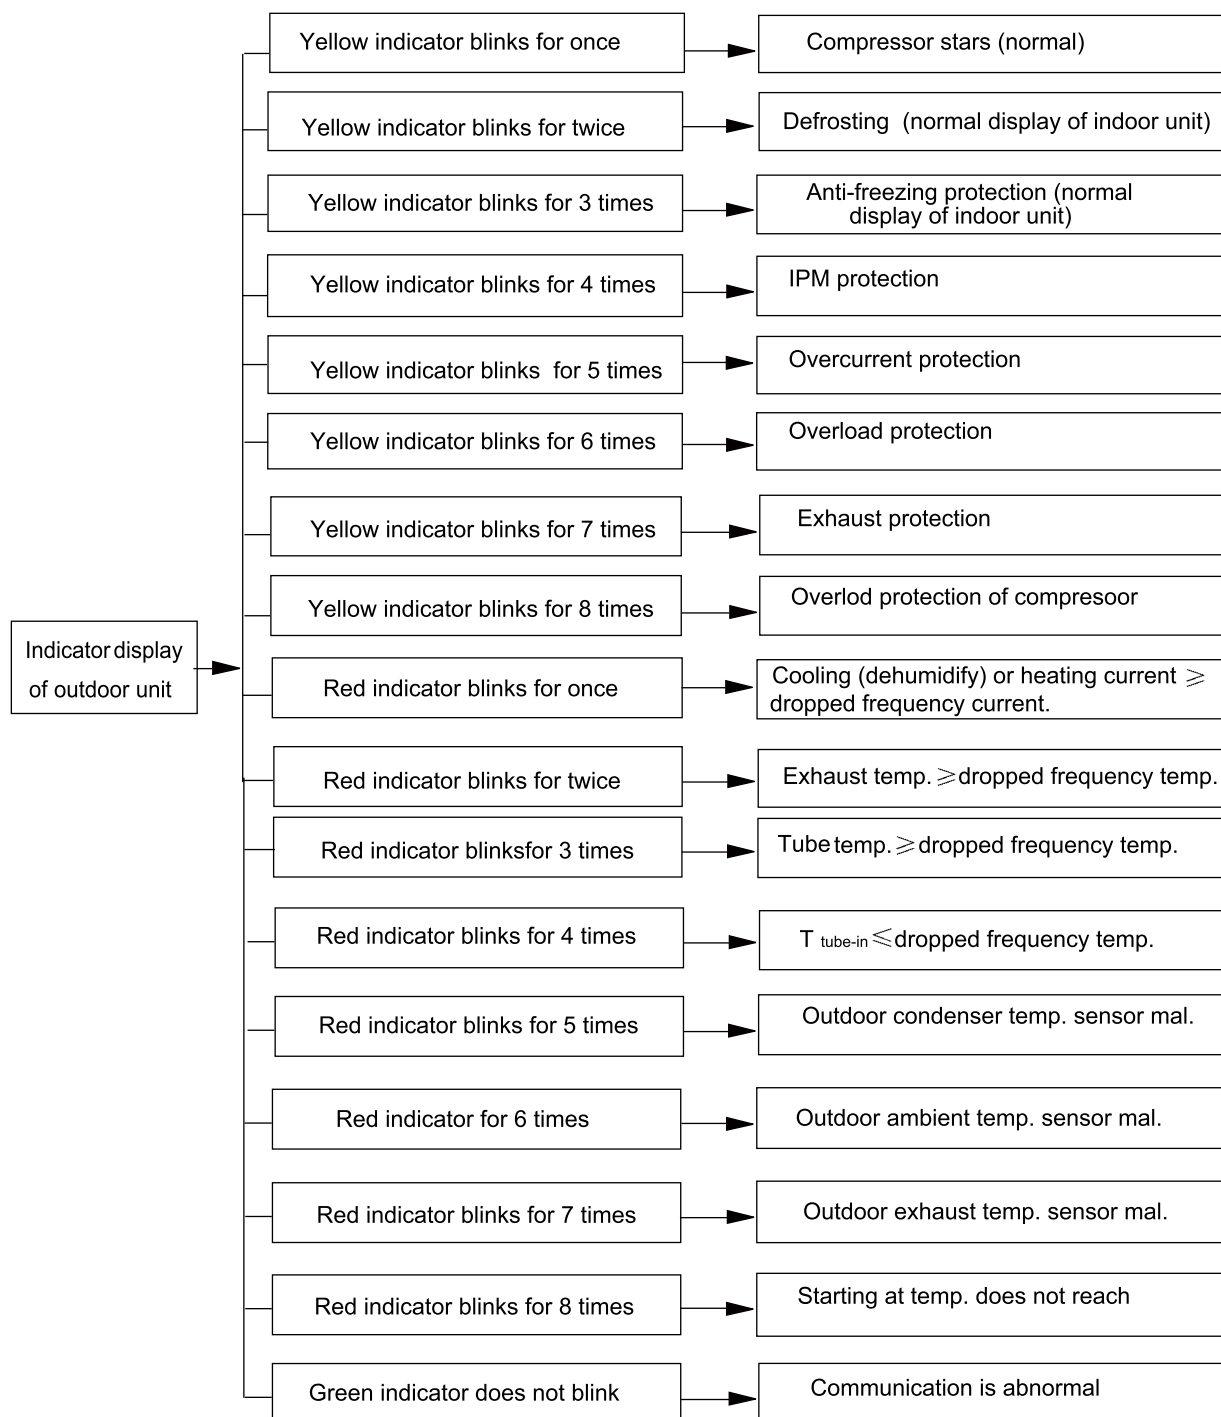 Yellow indicator blinks for once
Compressor stars (normal)
Yellow indicator blinks for twice
Defrosting (normal display of indoor unit)
Yellow indicator blinks for 3 times
Anti-freezing protection (normal
display of indoor unit)
Yellow indicator blinks for 4 times
IPM protection
Yellow indicator blinks for 5 times
Overcurrent protection
Yellow indicator blinks for 6 times
Overload protection
Yellow indicator blinks for 7 times
Exhaust protection
Yellow indicator blinks for 8 times
Overlod protection of compresoor
Indicator display
of outdoor unit
Red indicator blinks for once
Cooling (dehumidify) or heating current ≥
dropped frequency current.
Red indicator blinks for twice
Exhaust temp. ≥dropped frequency temp.
Red indicator blinksfor 3 times
Tube temp. ≥dropped frequency temp.
Red indicator blinks for 4 times
T tube-in ≤dropped frequency temp.
Red indicator blinks for 5 times
Outdoor condenser temp. sensor mal.
Red indicator for 6 times
Outdoor ambient temp. sensor mal.
Red indicator blinks for 7 times
Outdoor exhaust temp. sensor mal.
Red indicator blinks for 8 times
Starting at temp. does not reach
Green indicator does not blink
Communication is abnormal